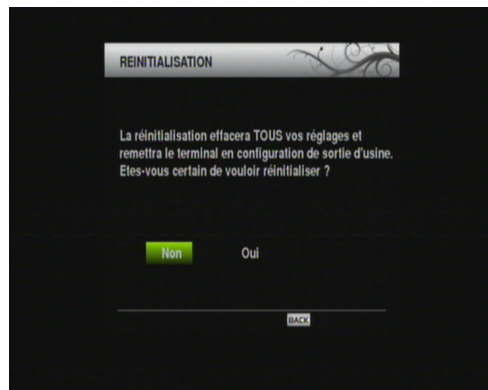 REINITIALISATION
La réinitialisation effacera TOUS vos réglages et
remettra le terminal en configuration de sortie d'usine.
Etes-vous certain de vouloir réinitialiser ?
Non Oui
BACK